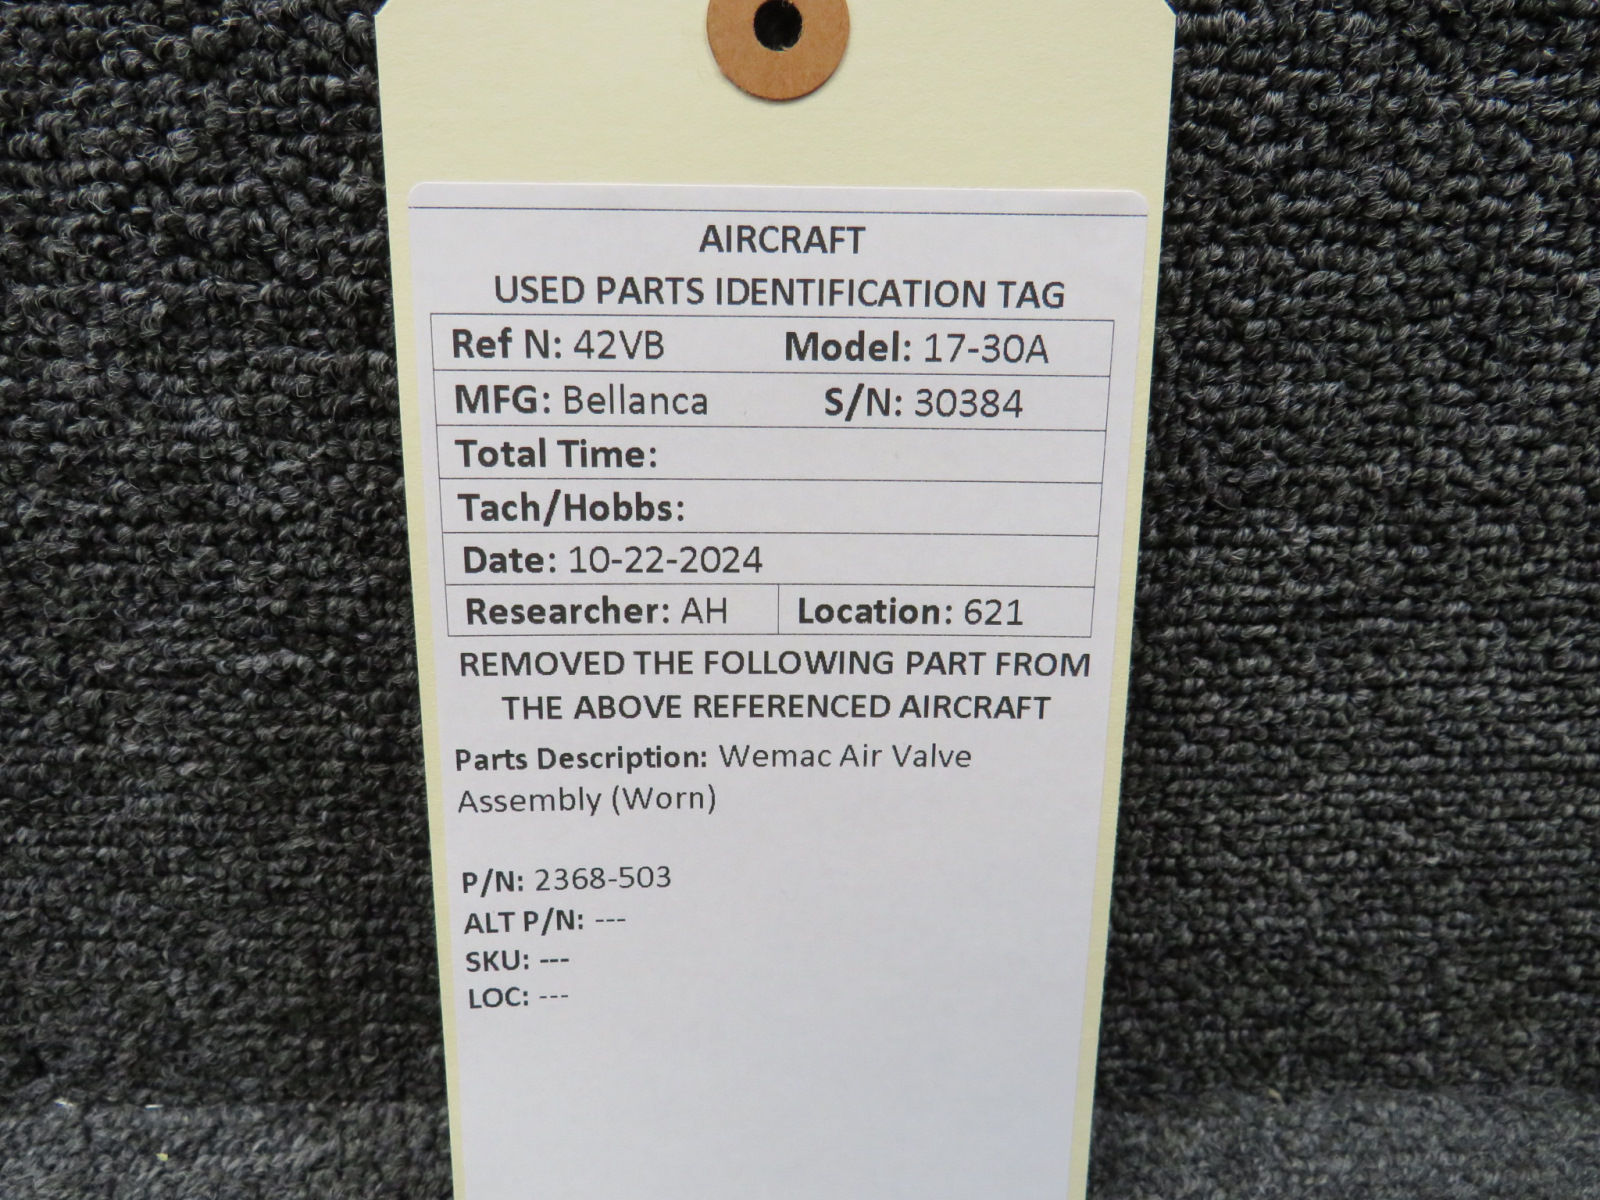 AIRCRAFT
USED PARTS IDENTIFICATION TAG
Ref N: 42VB Model: 17-30A
MFG: Bellanca S/N: 30384
Total Time:
Tach/Hobbs:
Date: 10-22-2024
Researcher: AH Location: 621
REMOVED THE FOLLOWING PART FROM
THE ABOVE REFERENCED AIRCRAFT
Parts Description: Wemac Air Valve
Assembly (Worn)
P/N: 2368-503
ALT P/N: ---
SKU: ---
LOC: ---